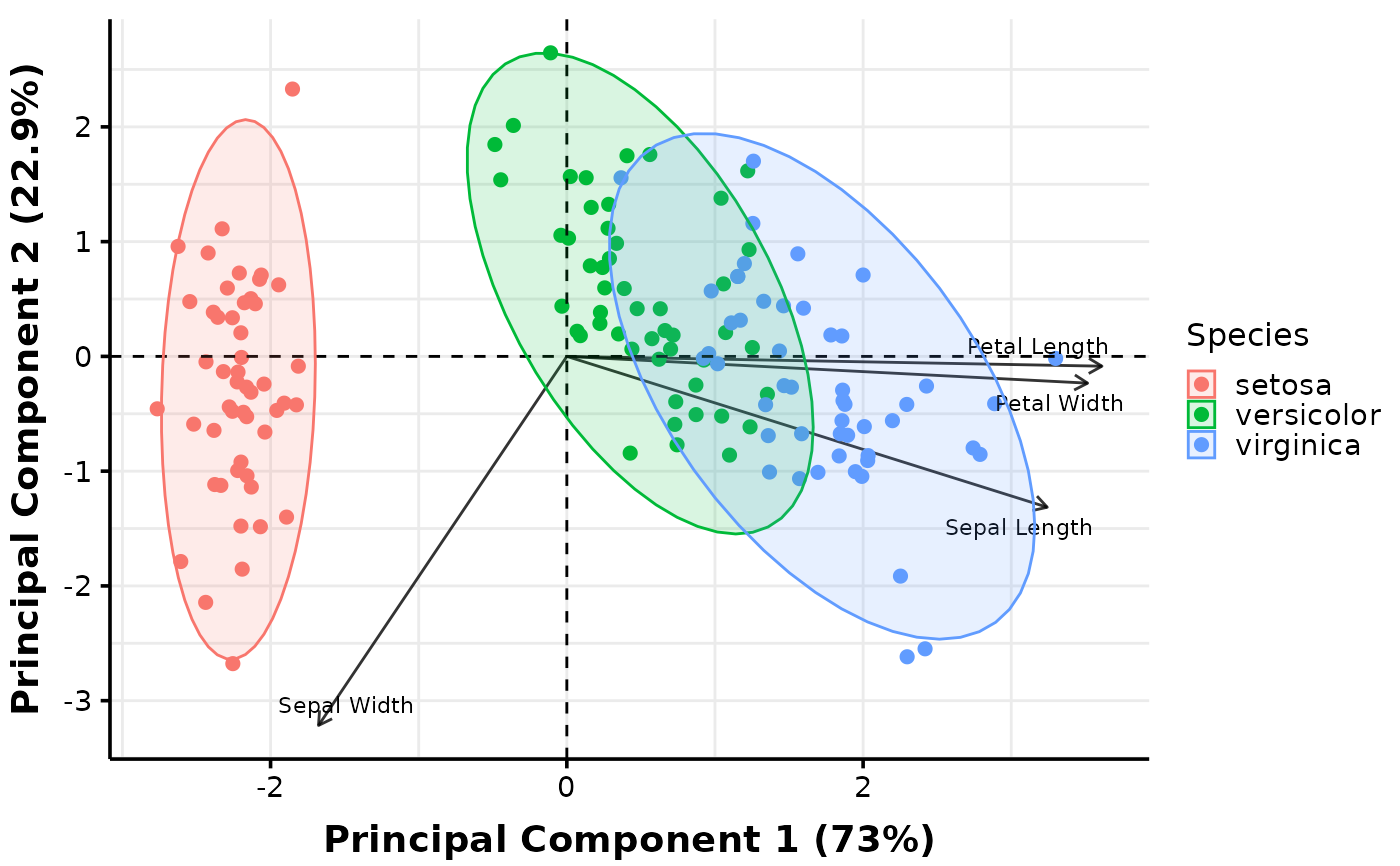 Principal Component 2 (22.9%)
2
1
0
-1
-2
-3
Petal Length
Petal Width
Sepal Length
Sepal Width
-2
0
2
Principal Component 1 (73%)
Species
setosa
versicolor
virginica